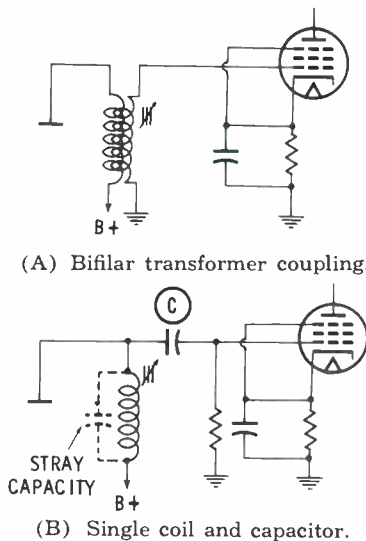 B+
(A) Bifilar transformer coupling.
C
STRAY
CAPACITY
B+
(B) Single coil and capacitor.